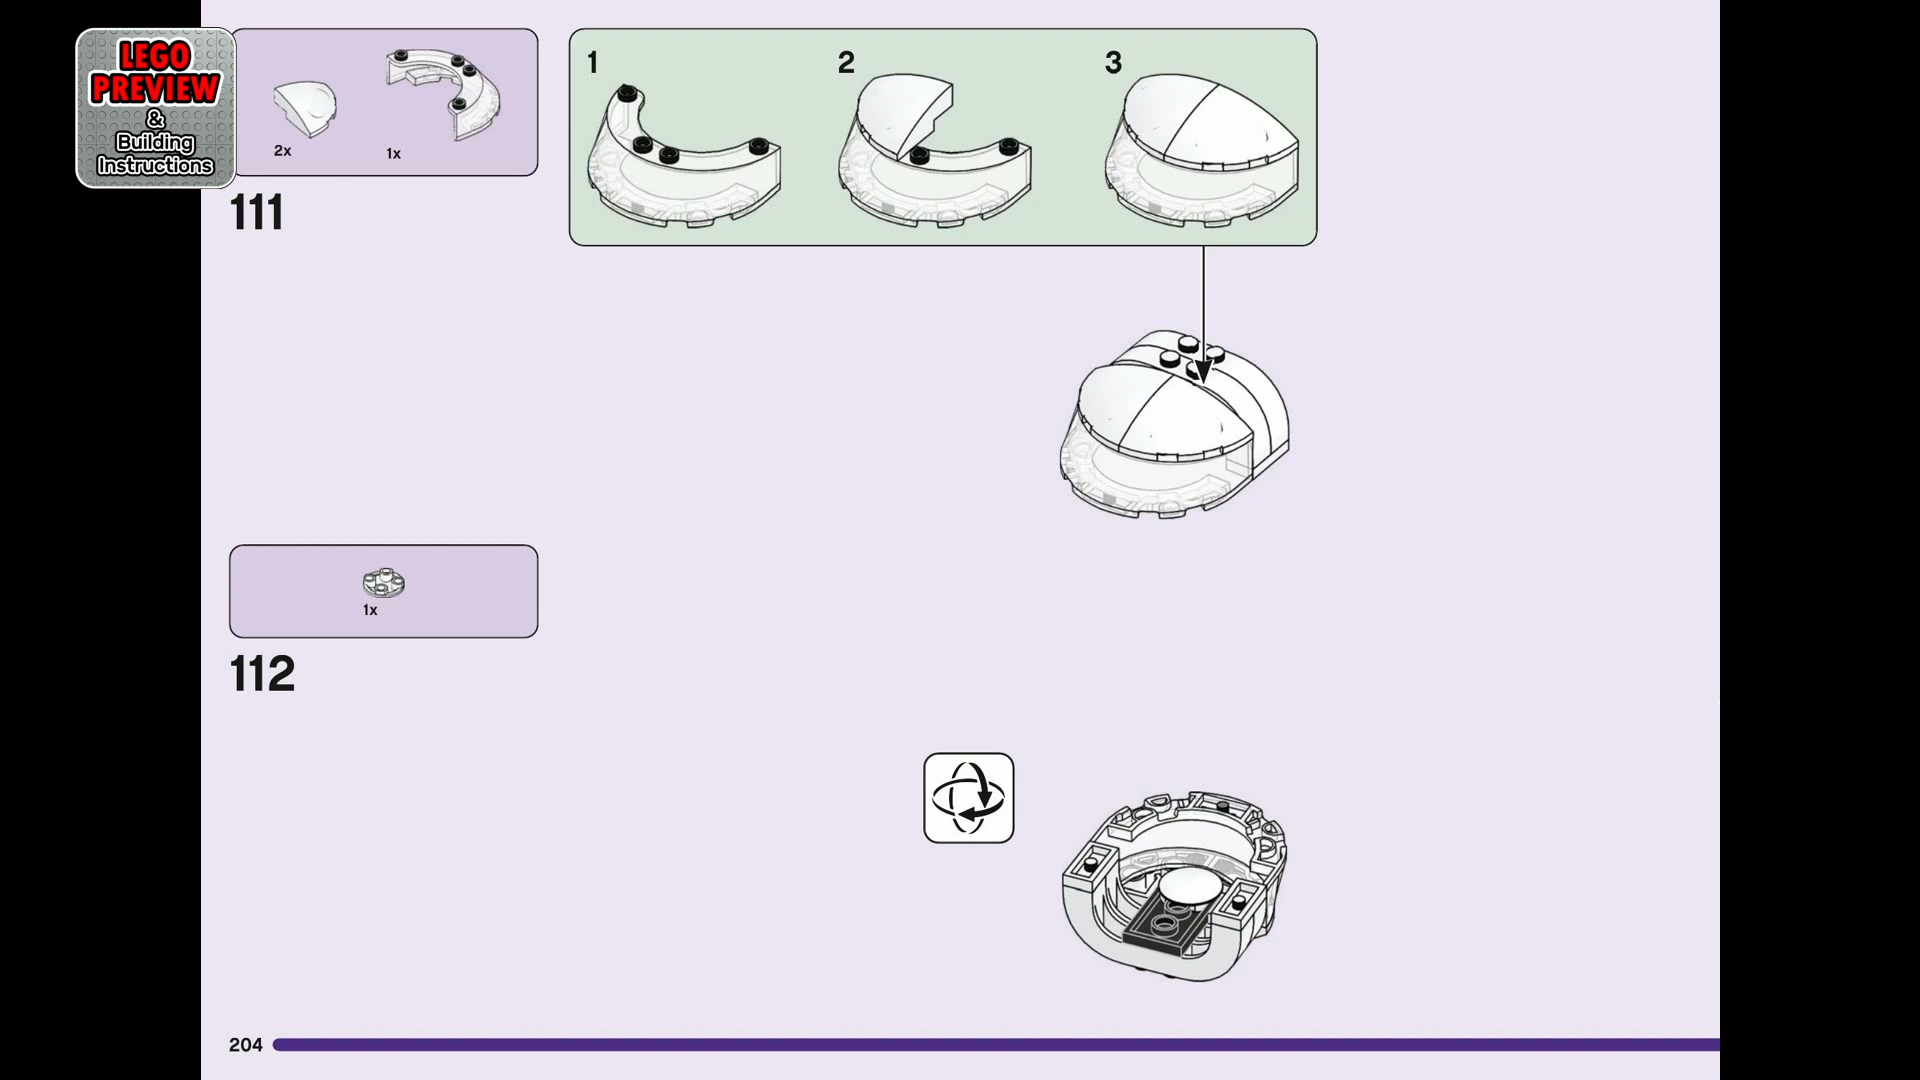 LEGO
PREVIEW
&
Building
Instructions
2x
1x
1
2
3
111
1x
112
204